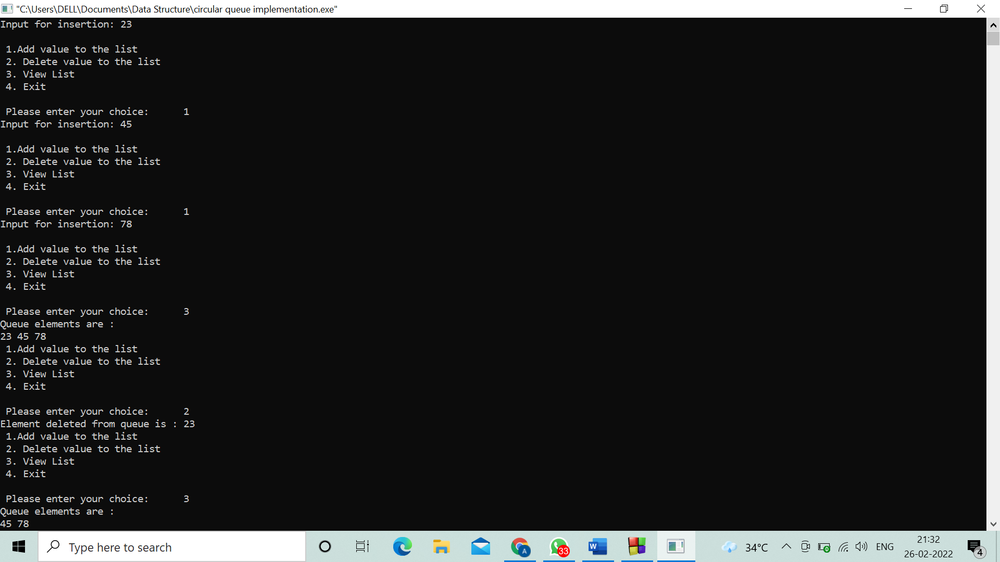 "C:\Users\DELL\Documents\Data Structure\circular queue implementation.exe"
Input for insertion: 23
1.Add value to the list
2. Delete value to the list
3. View List
4. Exit
Please enter your choice: 1
Input for insertion: 45
1.Add value to the list
2. Delete value to the list
3. View List
4. Exit
Please enter your choice: 1
Input for insertion: 78
1.Add value to the list
2. Delete value to the list
3. View List
4. Exit
Please enter your choice: 3
Queue elements are :
23 45 78
1.Add value to the list
2. Delete value to the list
3. View List
4. Exit
Please enter your choice: 2
Element deleted from queue is : 23
1.Add value to the list
2. Delete value to the list
3. View List
4. Exit
Please enter your choice: 3
Queue elements are :
45 78
Type here to search
A
33
W
34°C
ENG
21:32
26-02-2022
4